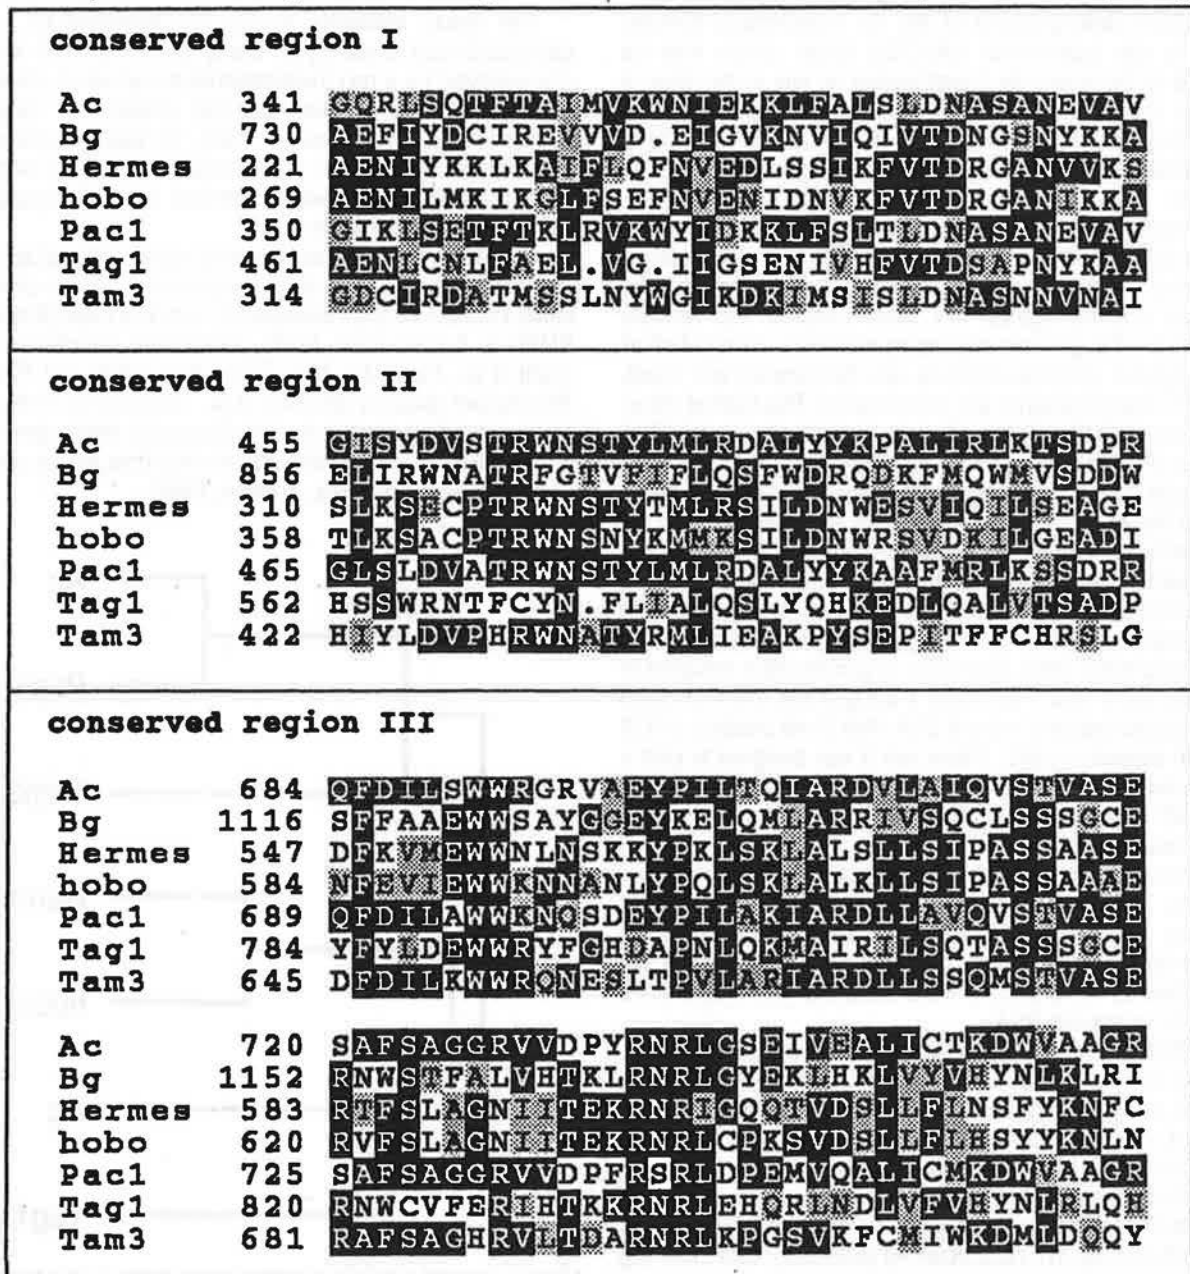 conserved region I
Ac 341 GQRLSQTFTAIMVKWNIEKKLFALSLDNASANEVAV
Bg 730 AEFIYDCIREVVVD.EIGVKNVIQIVTDNGSNYKKA
Hermes 221 AENIYKKLKAIFLQFNVEDLSSIKFVTDRGANVVKS
hobo 269 AENILMKIKGLFSEFNVENIDNVKFVTDRGANIKKA
Pac1 350 GIKLSETFTKLRVKWYIDKKLFSLTLDNASANEVAV
Tag1 461 AENLCNLFAEL.VG.IIGSENIVHFVTDSAPNYKAA
Tam3 314 GDCIRDATMSSLNYWGIKDKIMSISLDNASNNVNAI
conserved region II
Ac 455 GISYDVSTRWNSTYLMLRDALYYKPALIRLKTSDPR
Bg 856 ELIRWNATRFGTVFIFLQSFWDRQDKFMQWMVSDDW
Hermes 310 SLKSECPTRWNSTYTMLRSILDNWESVLQILSEAGE
hobo 358 TLKSACPTRWNSNYKMMKSILDNWRSVDKILGEADI
Pac1 465 GLSLDVATRWNSTYLMLRDALYYKAAFMRLKSSDRR
Tag1 562 HSSWRNTFCYN.FLIALQSLYQHKEDLQALVTSADP
Tam3 422 HIYLDVPHRWNATYRMLIEAKPYSEPITFFCHRSLG
conserved region III
Ac 684 QFDILSWWRGRVAEYPILTQIARDVLAIQVSTVASE
Bg 1116 SFFAAEWWSAYGGEYKELQMLARRIVSQCLSSSGCE
Hermes 547 DFKVMEWWNLNSKKYPKLSKLALSLLSIPASSAASE
hobo 584 NFEVIEWWKNNANLYPQLSKLALKLLSIPASSAAAE
Pac1 689 QFDILAWWKNQSDEYPILAKIARDLLAVQVSTVASE
Tag1 784 YFYLDEWWRYFGHDAPNLQKMAIRILSQTASSSGCE
Tam3 645 DFDILKWWRQNESLTPVLARIARDLLSSQMSTVASE
Ac 720 SAFSAGGRVVDPYRNRLGSEIVEALICTKDWVAAGR
Bg 1152 RNWSTFALVHTKLRNRLGYEKLHKLVYVHYNLKLRI
Hermes 583 RTFSLAGNIITEKRNRIGQQTVDSLLFLNSFYKNFC
hobo 620 RVFSLAGNIITEKRNRLCPKSVDSLLFLHSYYKNLN
Pac1 725 SAFSAGGRVVDPFRSRLDPEMVQALICMKDWVAAGR
Tag1 820 RNWCVFERIHTKKRNRLEHQRLNDLVFVHYNLRLQH
Tam3 681 RAFSAGHRVLTDARNRLKPGSVKFCMIWKDMLDQQY